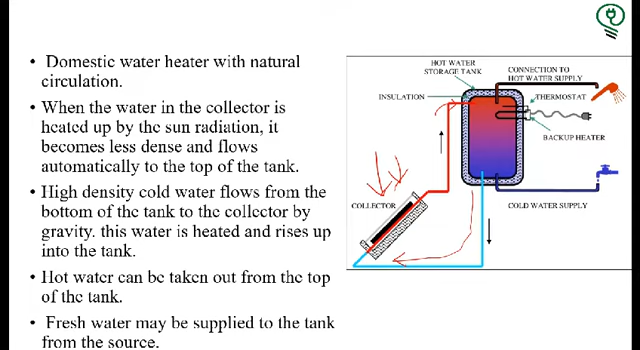 • Domestic water heater with natural
circulation.
• When the water in the collector is
heated up by the sun radiation, it
becomes less dense and flows
automatically to the top of the tank.
• High density cold water flows from the
bottom of the tank to the collector by
gravity. this water is heated and rises up
into the tank.
• Hot water can be taken out from the top
of the tank.
• Fresh water may be supplied to the tank
from the source.
HOT WATER
STORAGE TANK
CONNECTION TO
HOT WATER SUPPLY
INSULATION
THERMOSTAT
BACKUP HEATER
COLLECTOR
COLD WATER SUPPLY